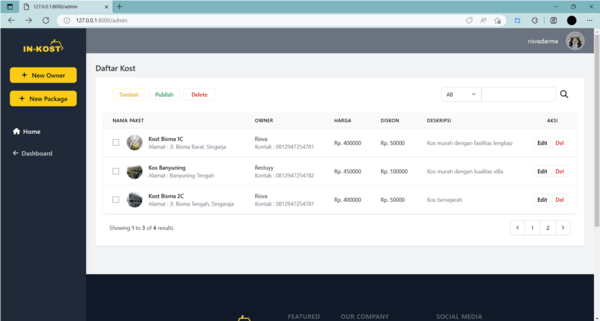 127.0.0.1:8000/admin
127.0.0.1:8000/admin
IN-KOST
risvadarma
+ New Owner
+ New Package
Home
Dashboard
Daftar Kost
Tambah Publish Delete All
NAMA PAKET OWNER HARGA DISKON DESKRIPSI AKSI
Kost Bisma 1C Risva Rp. 400000 Rp. 50000 Kos murah dengan fasilitas lengkap Edit Del
Alamat : Jl. Bisma Barat, Singarja Kontak : 0812947254781
Kos Banyuning Restuyy Rp. 450000 Rp. 100000 Kos murah dengan kualitas villa Edit Del
Alamat : Banyuning Tengah Kontak : 0812947254782
Kost Bisma 2C Risva Rp. 400000 Rp. 50000 Kos bersejarah Edit Del
Alamat : Jl. Bisma Tengah, Singaraja Kontak : 0812947254781
Showing 1 to 3 of 4 results < 1 2 >
FEATURED OUR COMPANY SOCIAL MEDIA